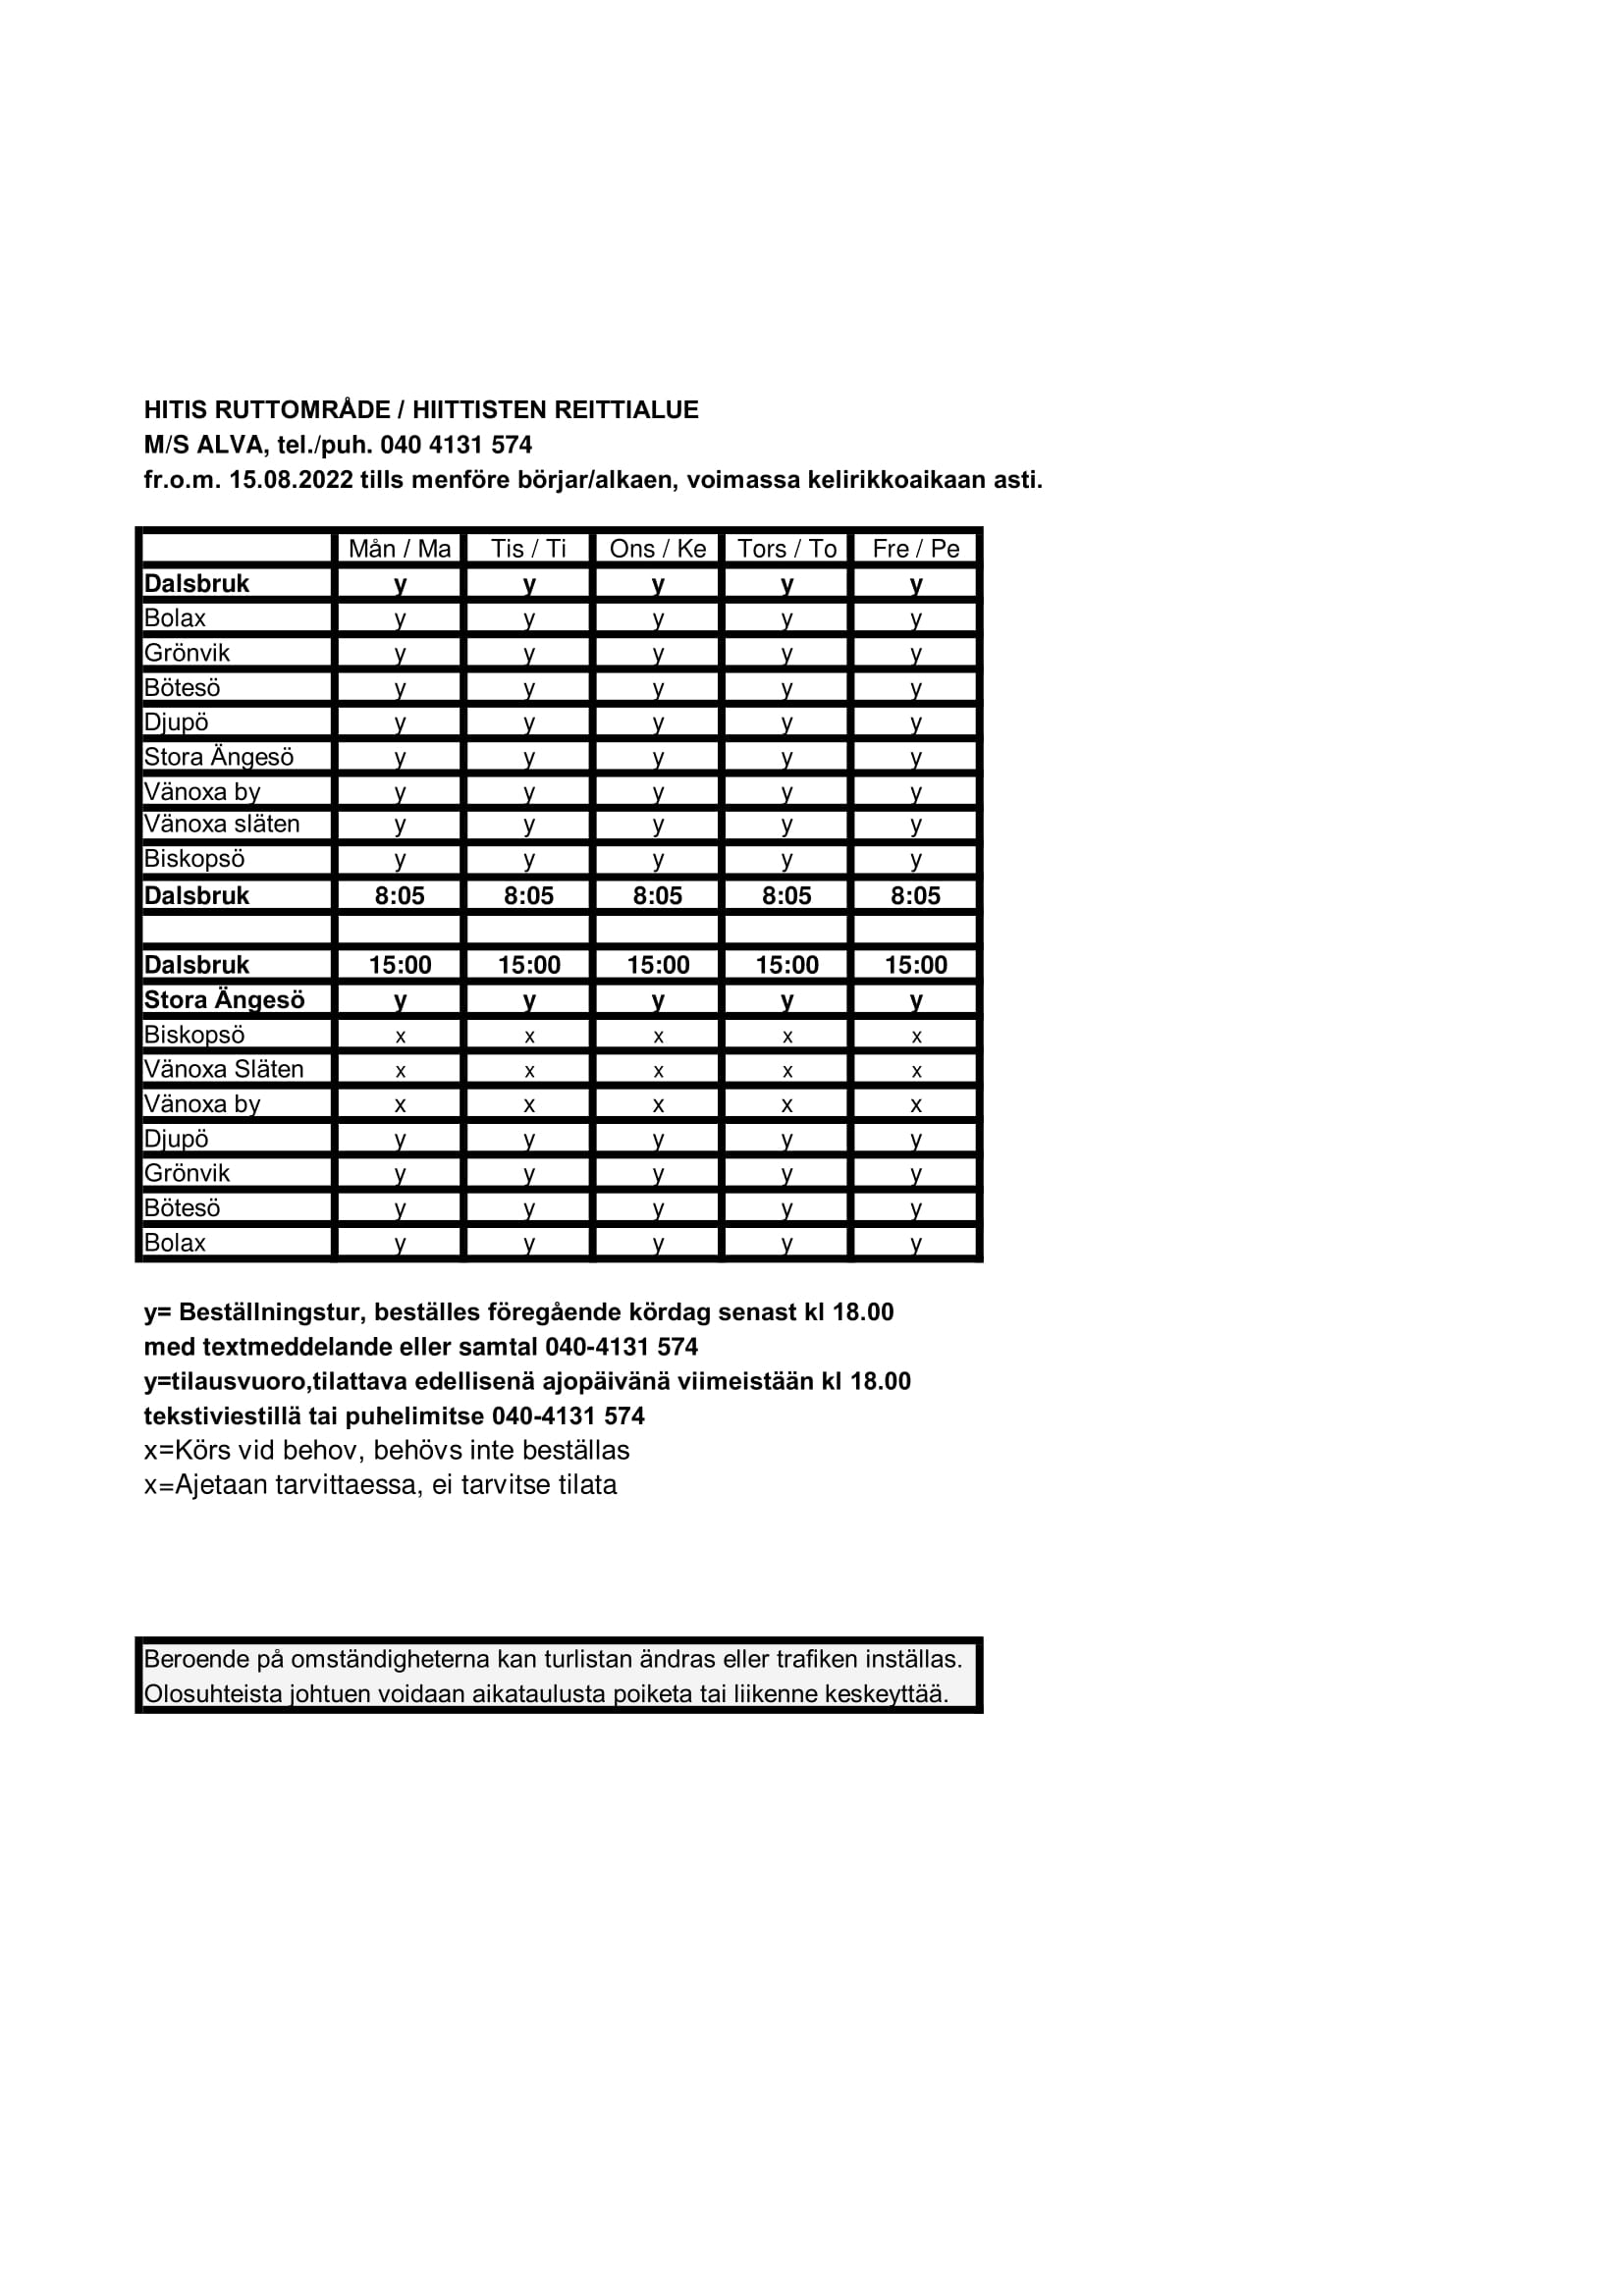 HITIS RUTTOMRÅDE / HIITTISTEN REITTIALUE
M/S ALVA, tel./puh. 040 4131 574
fr.o.m. 15.08.2022 tills menföre börjar/alkaen, voimassa kelirikkoaikaan asti.
Mån / Ma Tis / Ti Ons / Ke Tors / To Fre / Pe
Dalsbruk y y y y y
Bolax y y y y y
Grönvik y y y y y
Bötesö y y y y y
Djupö y y y y y
Stora Ängesö y y y y y
Vänoxa by y y y y y
Vänoxa släten y y y y y
Biskopsö y y y y y
Dalsbruk 8:05 8:05 8:05 8:05 8:05
Dalsbruk 15:00 15:00 15:00 15:00 15:00
Stora Ängesö y y y y y
Biskopsö x x x x x
Vänoxa Släten x x x x x
Vänoxa by x x x x x
Djupö y y y y y
Grönvik y y y y y
Bötesö y y y y y
Bolax y y y y y
y= Beställningstur, beställes föregående kördag senast kl 18.00
med textmeddelande eller samtal 040-4131 574
y=tilausvuoro,tilattava edellisenä ajopäivänä viimeistään kl 18.00
tekstiviestillä tai puhelimitse 040-4131 574
x=Körs vid behov, behövs inte beställas
x=Ajetaan tarvittaessa, ei tarvitse tilata
Beroende på omständigheterna kan turlistan ändras eller trafiken inställas.
Olosuhteista johtuen voidaan aikataulusta poiketa tai liikenne keskeyttää.